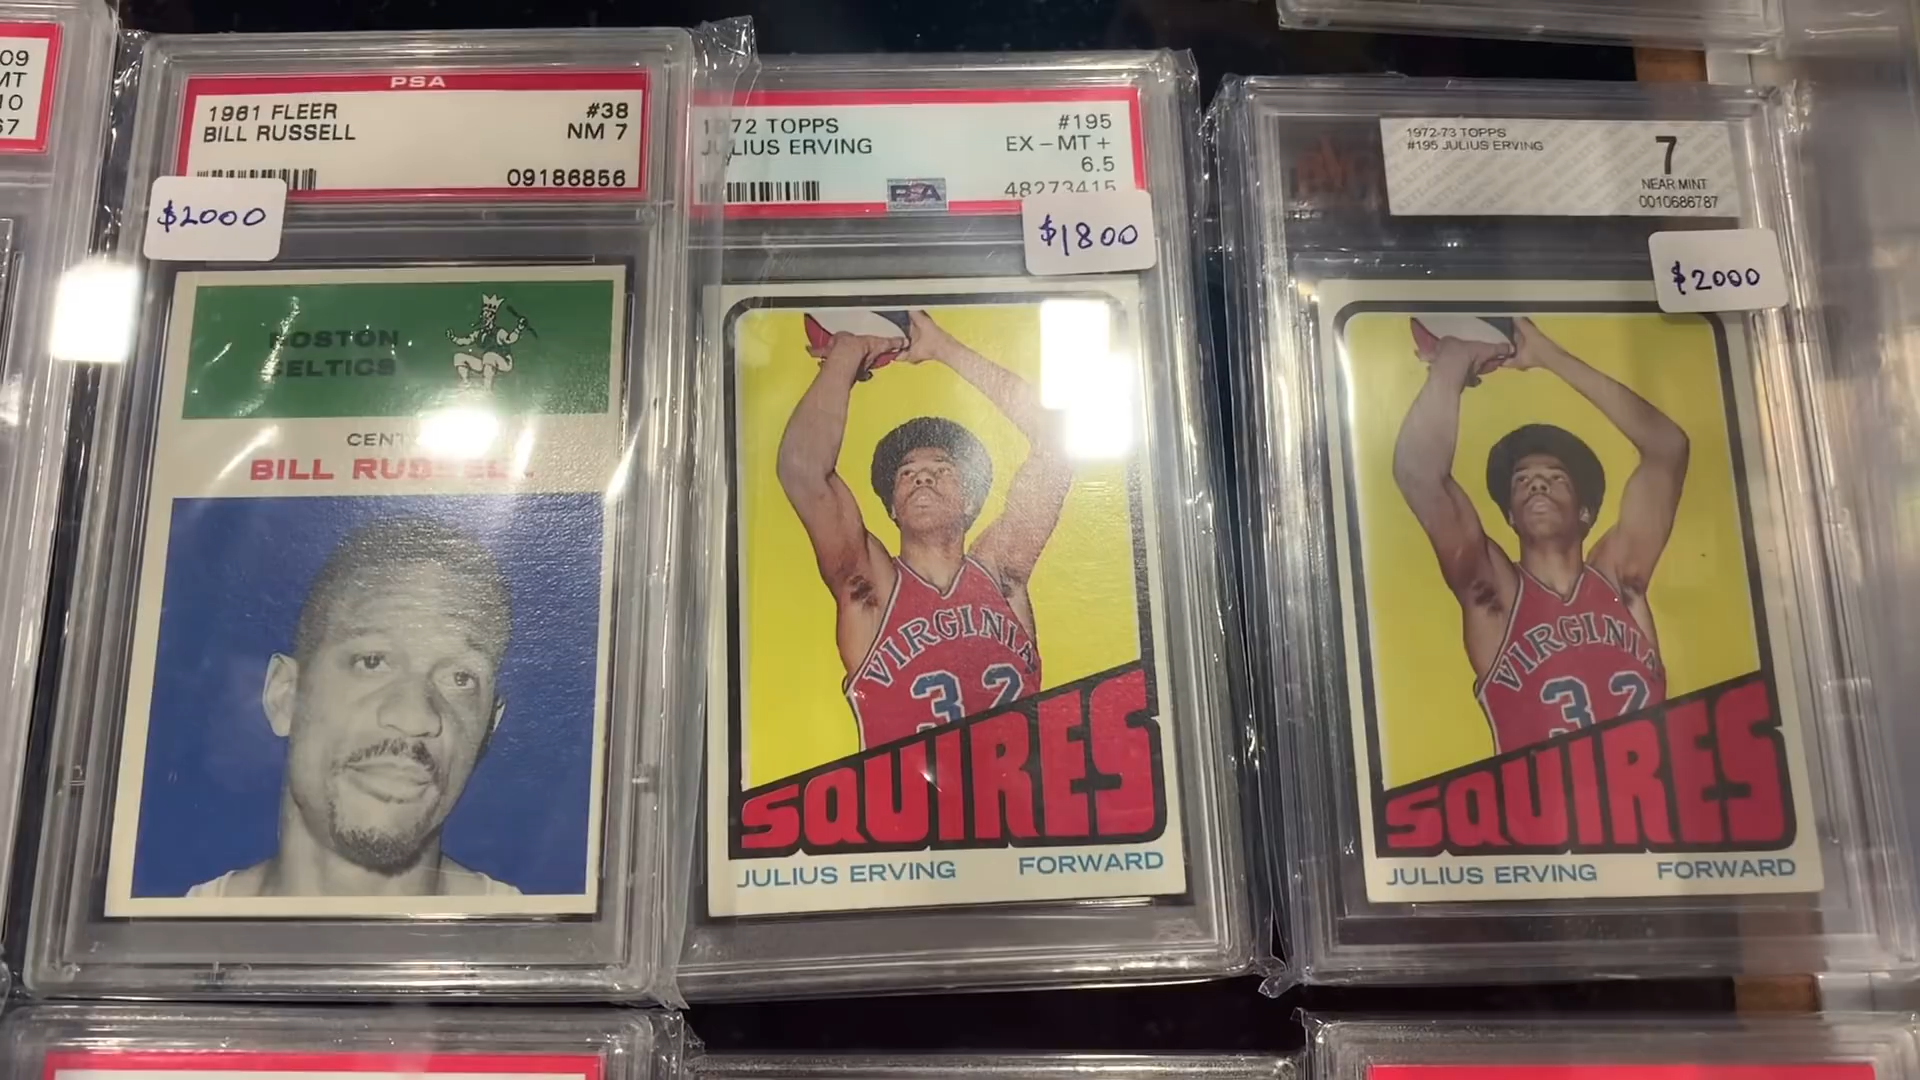 09
MT
10
67
PSA
1961 FLEER #38
BILL RUSSELL NM 7
09186856
$2000
BOSTON
CELTICS
BILL RUSSELL
1972 TOPPS #195
JULIUS ERVING EX-MT+
6.5
PSA 48273415
$1800
VIRGINIA
32
SQUIRES
JULIUS ERVING FORWARD
1972-73 TOPPS
#195 JULIUS ERVING
7
NEAR MINT
0010686787
$2000
VIRGINIA
32
SQUIRES
JULIUS ERVING FORWARD